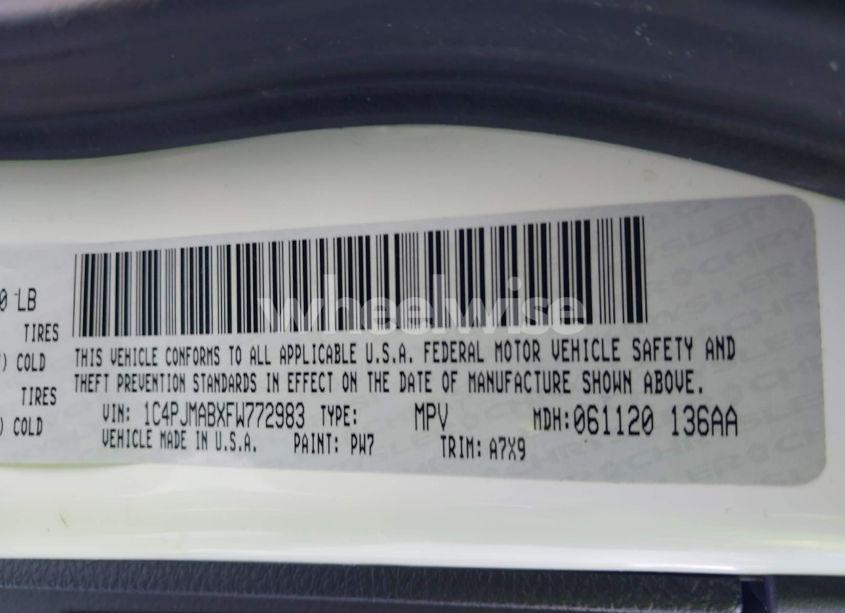 0 LB
TIRES
) COLD
TIRES
) COLD
THIS VEHICLE CONFORMS TO ALL APPLICABLE U.S.A. FEDERAL MOTOR VEHICLE SAFETY AND
THEFT PREVENTION STANDARDS IN EFFECT ON THE DATE OF MANUFACTURE SHOWN ABOVE.
VIN: 1C4PJMABXFW772983 TYPE: MPV MDH:061120 136AA
VEHICLE MADE IN U.S.A. PAINT: PW7 TRIM: A7X9
wheelwise
CHRYSLER